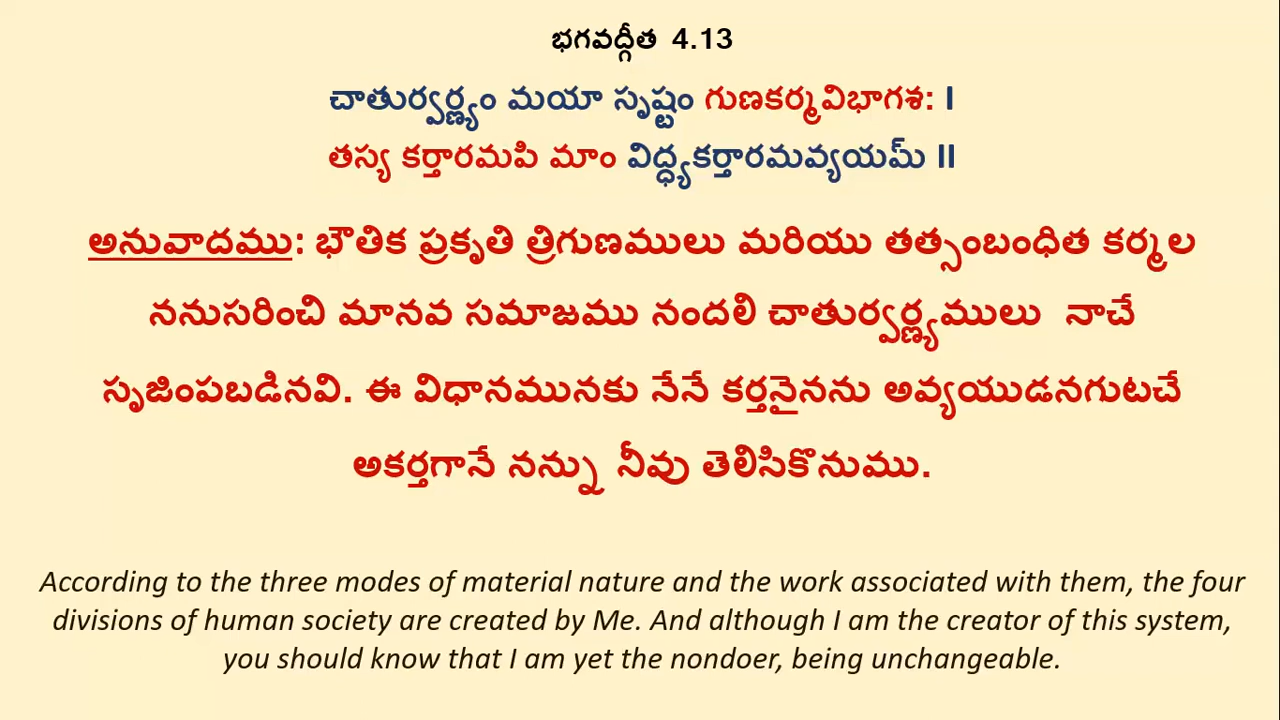 భగవద్గీత 4.13
చాతుర్వర్ణ్యం మయా సృష్టం గుణకర్మవిభాగశ: I
తస్య కర్తారమపి మాం విద్ధ్యకర్తారమవ్యయమ్ II
అనువాదము: భౌతిక ప్రకృతి త్రిగుణములు మరియు తత్సంబంధిత కర్మల
ననుసరించి మానవ సమాజము నందలి చాతుర్వర్ణ్యములు నాచే
సృజింపబడినవి. ఈ విధానమునకు నేనే కర్తనైనను అవ్యయుడనగుటచే
అకర్తగానే నన్ను నీవు తెలిసికొనుము.
According to the three modes of material nature and the work associated with them, the four
divisions of human society are created by Me. And although I am the creator of this system,
you should know that I am yet the nondoer, being unchangeable.